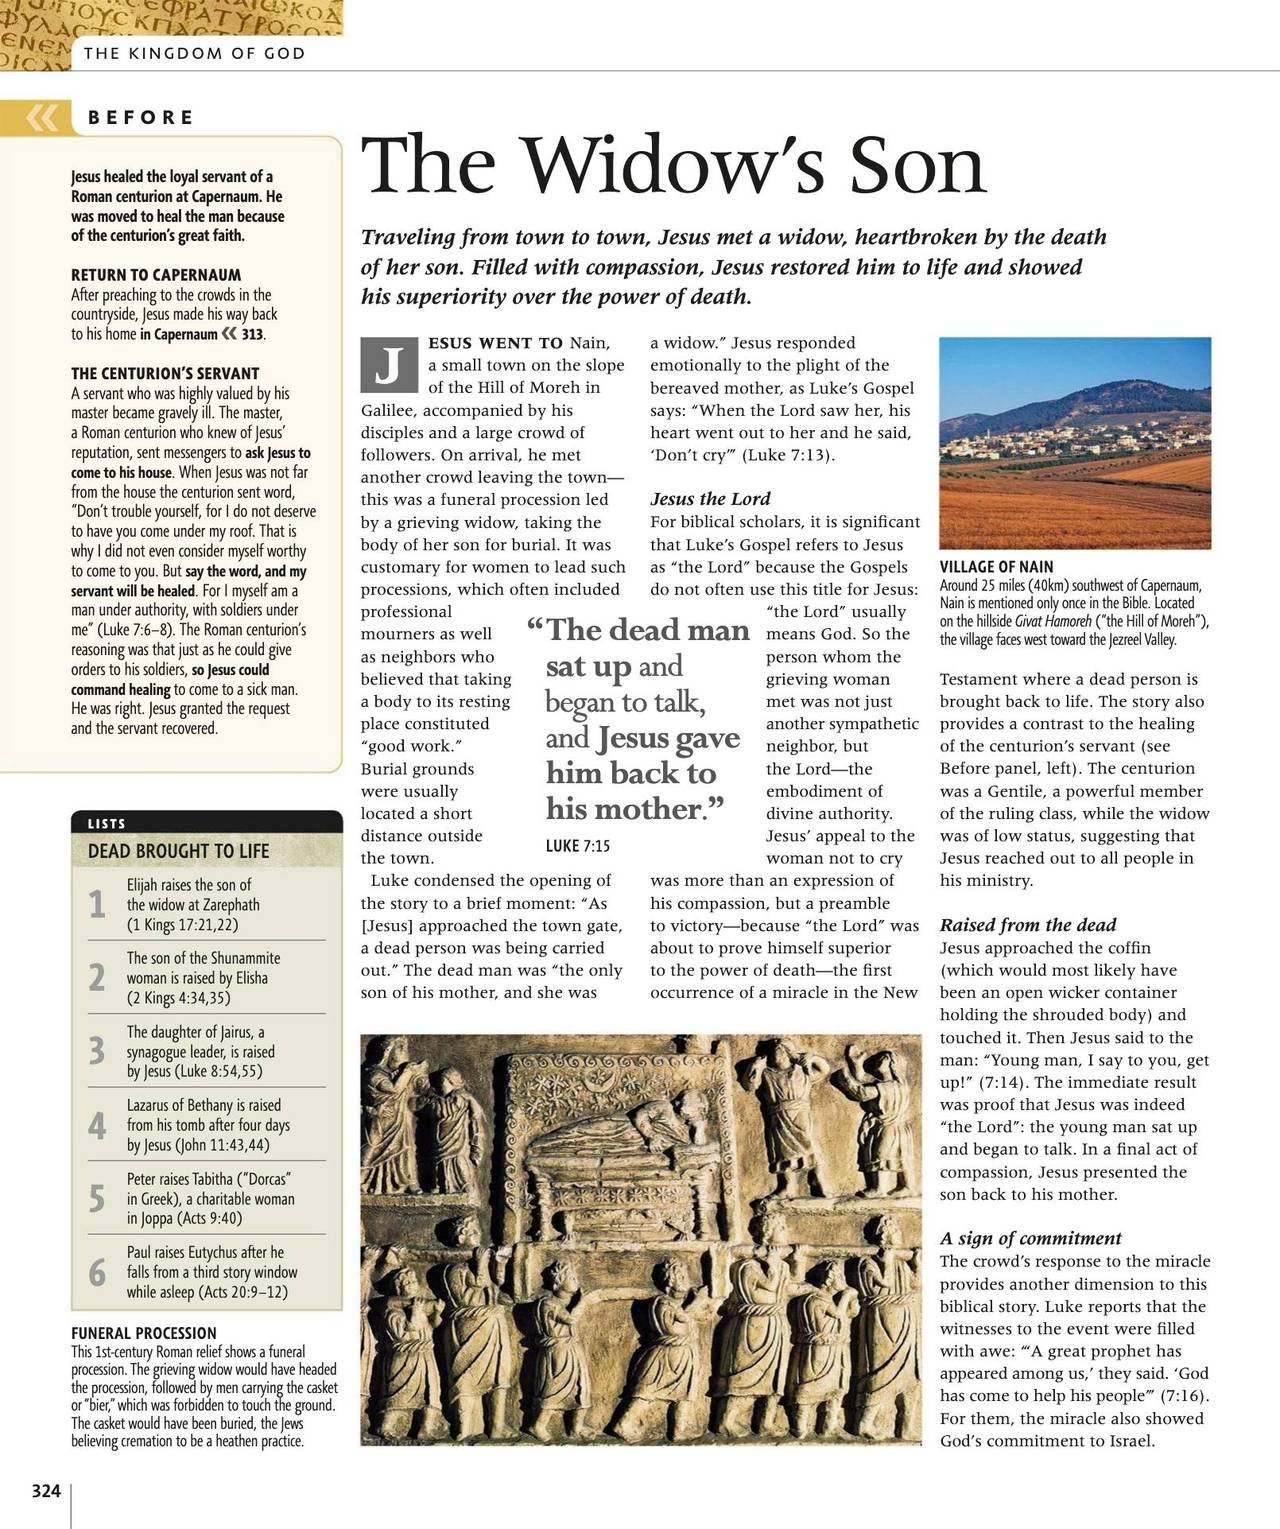 THE KINGDOM OF GOD
BEFORE
Jesus healed the loyal servant of a
Roman centurion at Capernaum. He
was moved to heal the man because
of the centurion's great faith.
RETURN TO CAPERNAUM
After preaching to the crowds in the
countryside, Jesus made his way back
to his home in Capernaum « 313.
THE CENTURION'S SERVANT
A servant who was highly valued by his
master became gravely ill. The master,
a Roman centurion who knew of Jesus'
reputation, sent messengers to ask Jesus to
come to his house. When Jesus was not far
from the house the centurion sent word,
"Don't trouble yourself, for I do not deserve
to have you come under my roof. That is
why I did not even consider myself worthy
to come to you. But say the word, and my
servant will be healed. For I myself am a
man under authority, with soldiers under
me" (Luke 7:6–8). The Roman centurion's
reasoning was that just as he could give
orders to his soldiers, so Jesus could
command healing to come to a sick man.
He was right. Jesus granted the request
and the servant recovered.
LISTS
DEAD BROUGHT TO LIFE
1 Elijah raises the son of
the widow at Zarephath
(1 Kings 17:21,22)
2 The son of the Shunammite
woman is raised by Elisha
(2 Kings 4:34,35)
3 The daughter of Jairus, a
synagogue leader, is raised
by Jesus (Luke 8:54,55)
4 Lazarus of Bethany is raised
from his tomb after four days
by Jesus (John 11:43,44)
5 Peter raises Tabitha ("Dorcas"
in Greek), a charitable woman
in Joppa (Acts 9:40)
6 Paul raises Eutychus after he
falls from a third story window
while asleep (Acts 20:9–12)
FUNERAL PROCESSION
This 1st-century Roman relief shows a funeral
procession. The grieving widow would have headed
the procession, followed by men carrying the casket
or "bier," which was forbidden to touch the ground.
The casket would have been buried, the Jews
believing cremation to be a heathen practice.
The Widow's Son
Traveling from town to town, Jesus met a widow, heartbroken by the death
of her son. Filled with compassion, Jesus restored him to life and showed
his superiority over the power of death.
JESUS WENT TO Nain,
a small town on the slope
of the Hill of Moreh in
Galilee, accompanied by his
disciples and a large crowd of
followers. On arrival, he met
another crowd leaving the town—
this was a funeral procession led
by a grieving widow, taking the
body of her son for burial. It was
customary for women to lead such
processions, which often included
professional
mourners as well
as neighbors who
believed that taking
a body to its resting
place constituted
"good work."
Burial grounds
were usually
located a short
distance outside
the town.
Luke condensed the opening of
the story to a brief moment: "As
[Jesus] approached the town gate,
a dead person was being carried
out." The dead man was "the only
son of his mother, and she was
"The dead man
sat up and
began to talk,
and Jesus gave
him back to
his mother."
LUKE 7:15
a widow." Jesus responded
emotionally to the plight of the
bereaved mother, as Luke's Gospel
says: "When the Lord saw her, his
heart went out to her and he said,
'Don't cry'" (Luke 7:13).
Jesus the Lord
For biblical scholars, it is significant
that Luke's Gospel refers to Jesus
as "the Lord" because the Gospels
do not often use this title for Jesus:
"the Lord" usually
means God. So the
person whom the
grieving woman
met was not just
another sympathetic
neighbor, but
the Lord—the
embodiment of
divine authority.
Jesus' appeal to the
woman not to cry
was more than an expression of
his compassion, but a preamble
to victory—because "the Lord" was
about to prove himself superior
to the power of death—the first
occurrence of a miracle in the New
VILLAGE OF NAIN
Around 25 miles (40km) southwest of Capernaum,
Nain is mentioned only once in the Bible. Located
on the hillside Givat Hamoreh ("the Hill of Moreh"),
the village faces west toward the Jezreel Valley.
Testament where a dead person is
brought back to life. The story also
provides a contrast to the healing
of the centurion's servant (see
Before panel, left). The centurion
was a Gentile, a powerful member
of the ruling class, while the widow
was of low status, suggesting that
Jesus reached out to all people in
his ministry.
Raised from the dead
Jesus approached the coffin
(which would most likely have
been an open wicker container
holding the shrouded body) and
touched it. Then Jesus said to the
man: "Young man, I say to you, get
up!" (7:14). The immediate result
was proof that Jesus was indeed
"the Lord": the young man sat up
and began to talk. In a final act of
compassion, Jesus presented the
son back to his mother.
A sign of commitment
The crowd's response to the miracle
provides another dimension to this
biblical story. Luke reports that the
witnesses to the event were filled
with awe: "'A great prophet has
appeared among us,' they said. 'God
has come to help his people'" (7:16).
For them, the miracle also showed
God's commitment to Israel.
324